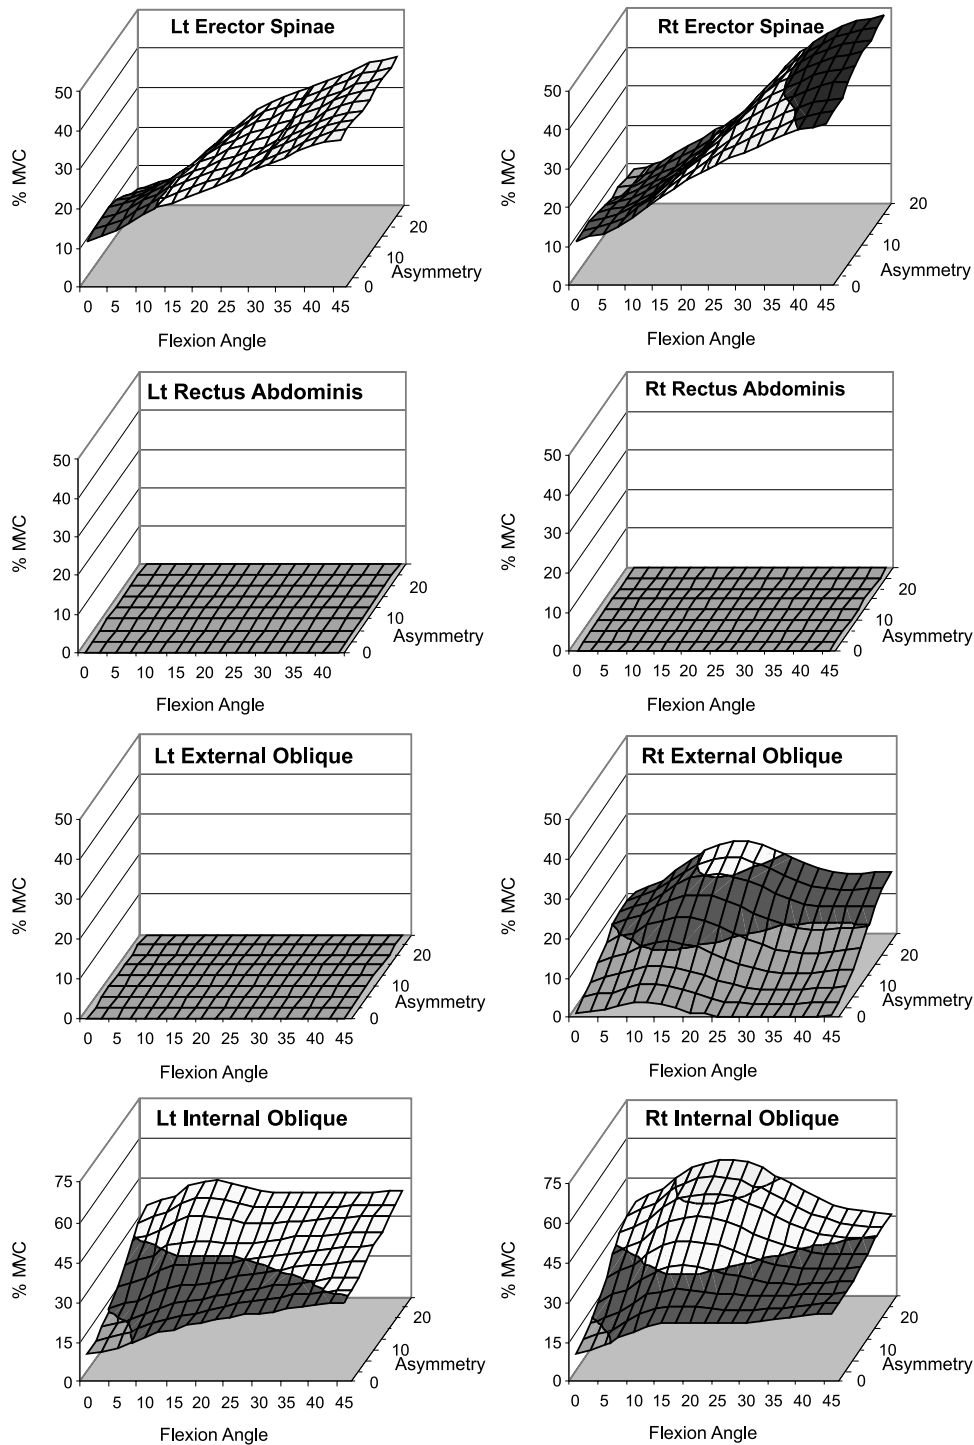 Lt Erector Spinae
50
40
30
20
10
0
% MVC
0 5 10 15 20 25 30 35 40 45
Flexion Angle
0
10
20
Asymmetry
Rt Erector Spinae
50
40
30
20
10
0
% MVC
0 5 10 15 20 25 30 35 40 45
Flexion Angle
0
10
20
Asymmetry
Lt Rectus Abdominis
50
40
30
20
10
0
% MVC
0 5 10 15 20 25 30 35 40
Flexion Angle
0
10
20
Asymmetry
Rt Rectus Abdominis
50
40
30
20
10
0
% MVC
0 5 10 15 20 25 30 35 40 45
Flexion Angle
0
10
20
Asymmetry
Lt External Oblique
50
40
30
20
10
0
% MVC
0 5 10 15 20 25 30 35 40 45
Flexion Angle
0
10
20
Asymmetry
Rt External Oblique
50
40
30
20
10
0
% MVC
0 5 10 15 20 25 30 35 40 45
Flexion Angle
0
10
20
Asymmetry
Lt Internal Oblique
75
60
45
30
15
0
% MVC
0 5 10 15 20 25 30 35 40 45
Flexion Angle
0
10
20
Asymmetry
Rt Internal Oblique
75
60
45
30
15
0
% MVC
0 5 10 15 20 25 30 35 40 45
Flexion Angle
0
10
20
Asymmetry